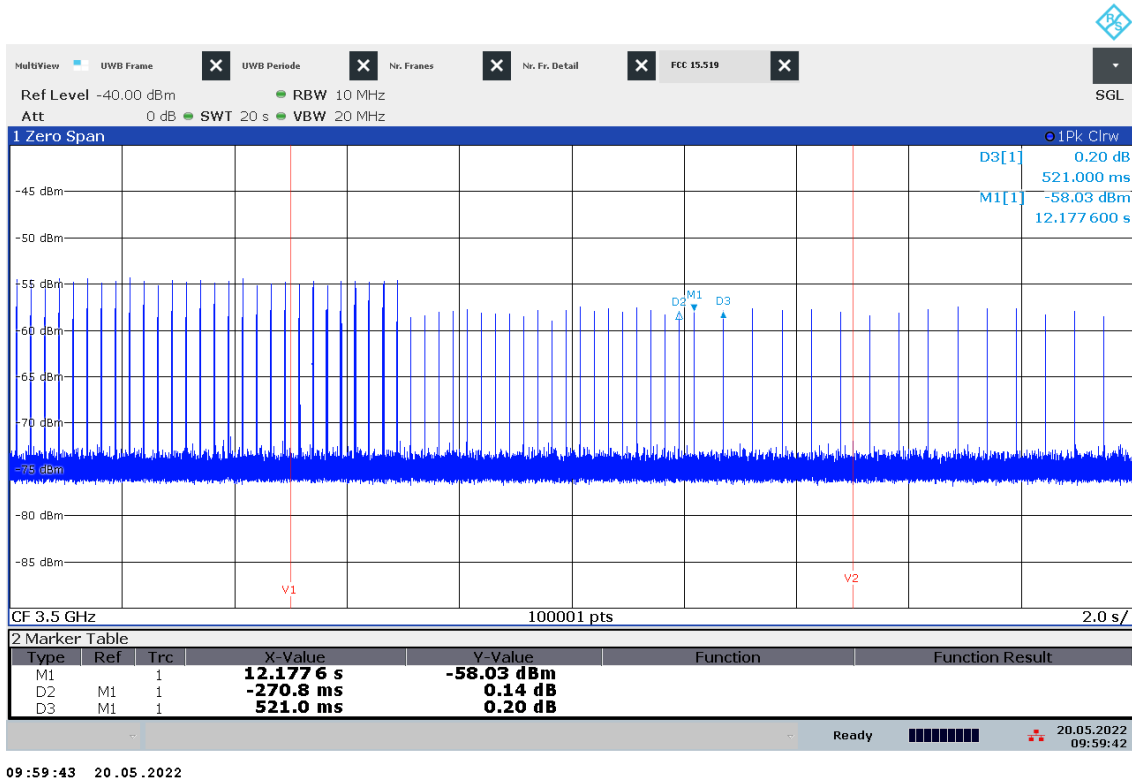 R/S
MultiView UWB Frame UWB Periode Nr. Franes Nr. Fr. Detail FCC 15.519
Ref Level -40.00 dBm RBW 10 MHz SGL
Att 0 dB SWT 20 s VBW 20 MHz
1 Zero Span 1Pk Clrw
D3[1] 0.20 dB
521.000 ms
-45 dBm
M1[1] -58.03 dBm
12.177600 s
-50 dBm
-55 dBm
D2 M1 D3
-60 dBm
-65 dBm
-70 dBm
-75 dBm
-80 dBm
-85 dBm
V1 V2
CF 3.5 GHz 100001 pts 2.0 s/
2 Marker Table
Type Ref Trc X-Value Y-Value Function Function Result
M1 1 12.1776 s -58.03 dBm
D2 M1 1 -270.8 ms 0.14 dB
D3 M1 1 521.0 ms 0.20 dB
Ready 20.05.2022
09:59:42
09:59:43 20.05.2022